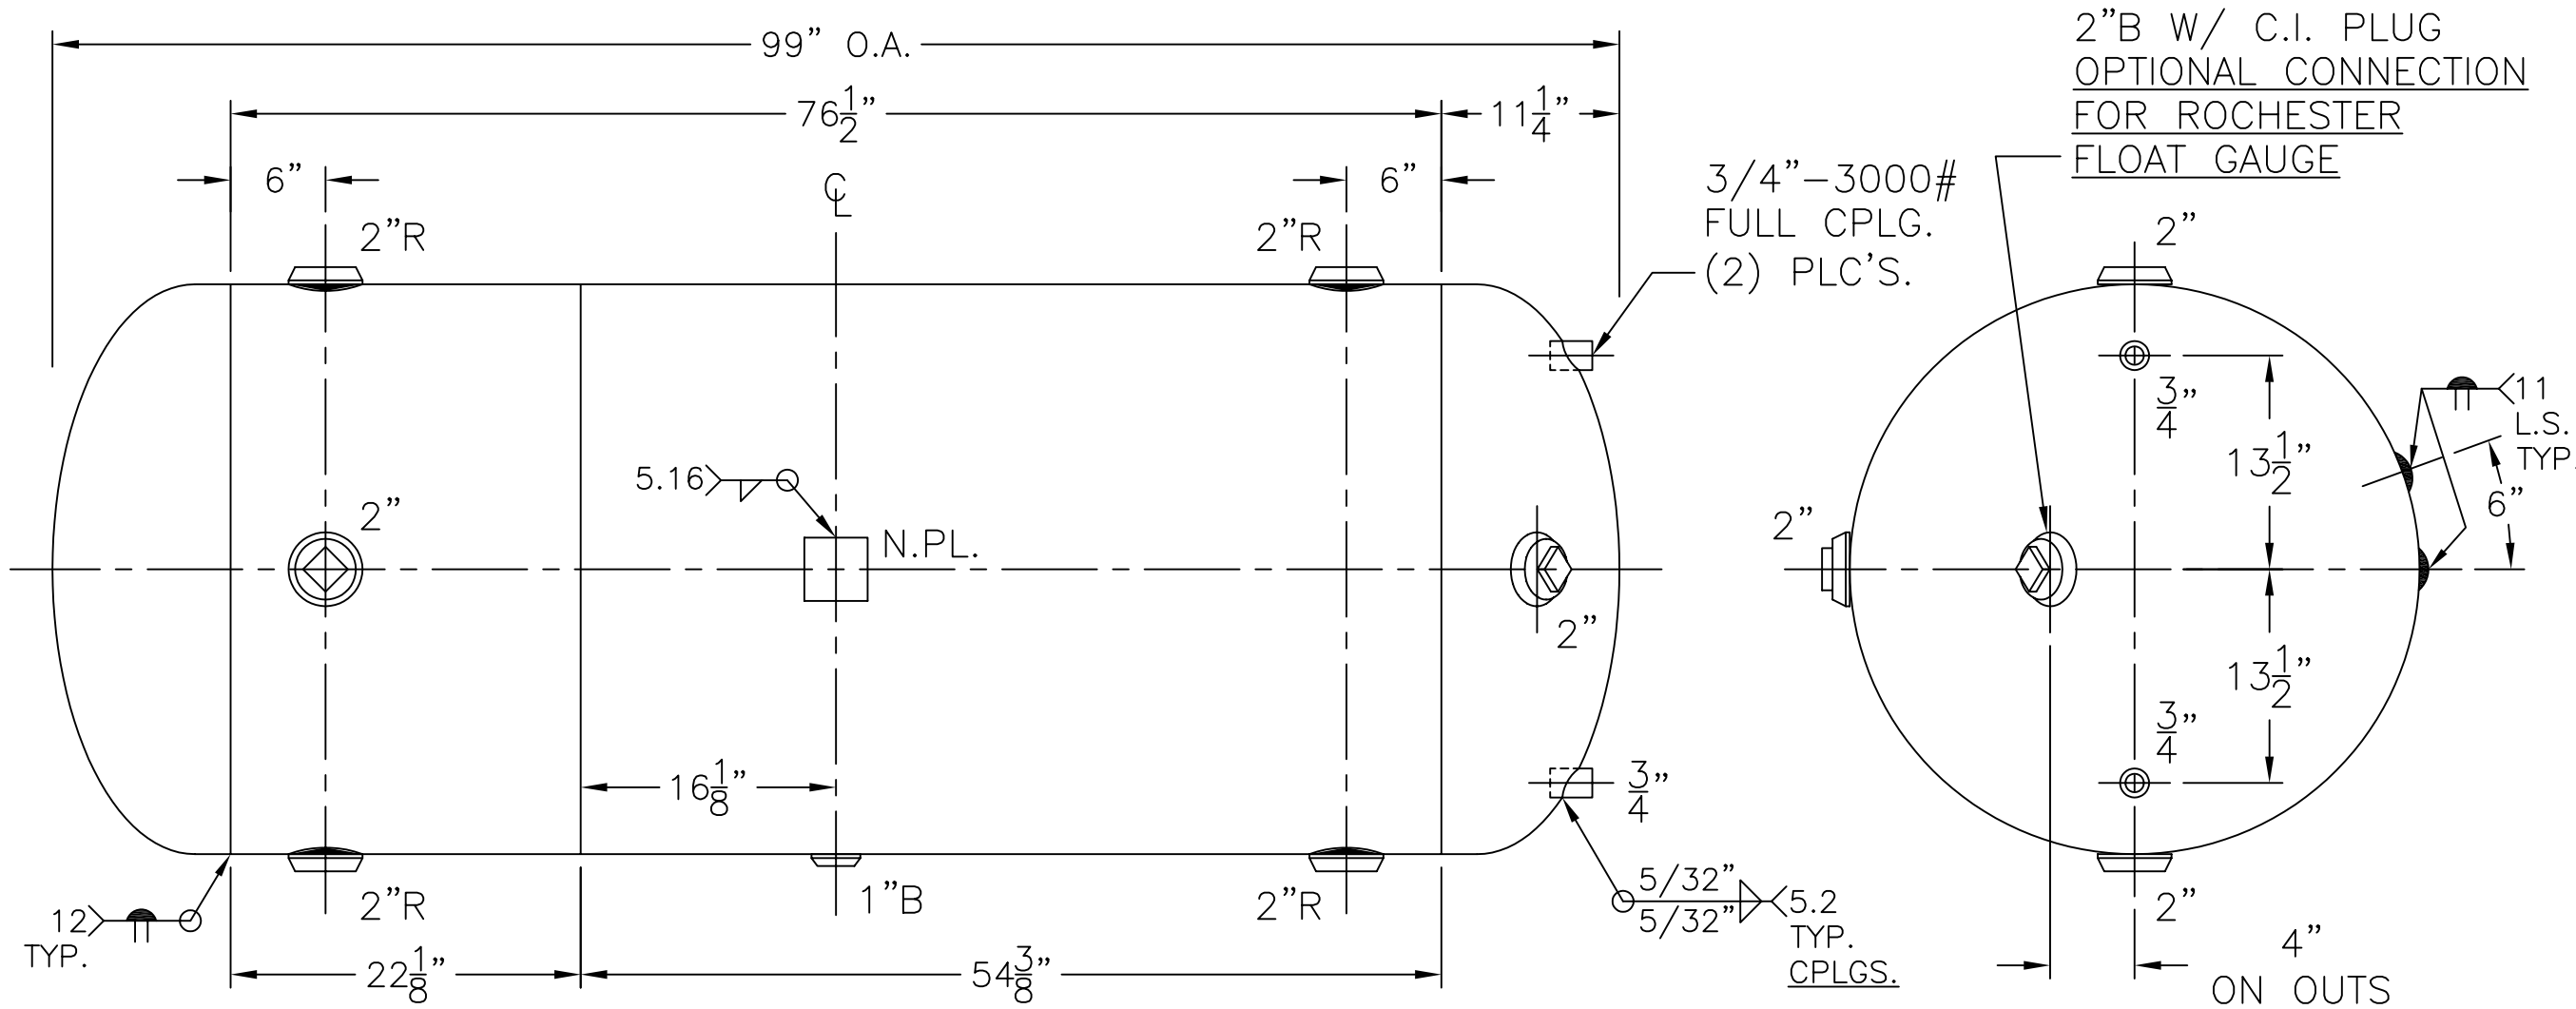 99" O.A.
76 1/2"
11 1/4"
6"
6"
℄
2"R
2"R
3/4"-3000#
FULL CPLG.
(2) PLC'S.
2"B W/ C.I. PLUG
OPTIONAL CONNECTION
FOR ROCHESTER
FLOAT GAUGE
2"
3/4"
13 1/2"
11
L.S.
TYP.
6"
2"
5.16
N.PL.
2"
2"
13 1/2"
3/4"
16 1/8"
3/4"
2"R
1"B
2"R
12
TYP.
5/32"
5/32"
5.2
TYP.
CPLGS.
2"
4"
ON OUTS
22 1/8"
54 3/8"